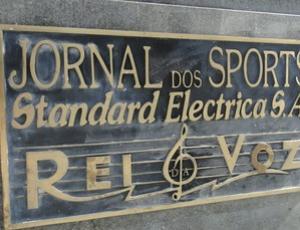 JORNAL DOS SPORTS
Standard Electrica S. A
REI DA VOZ